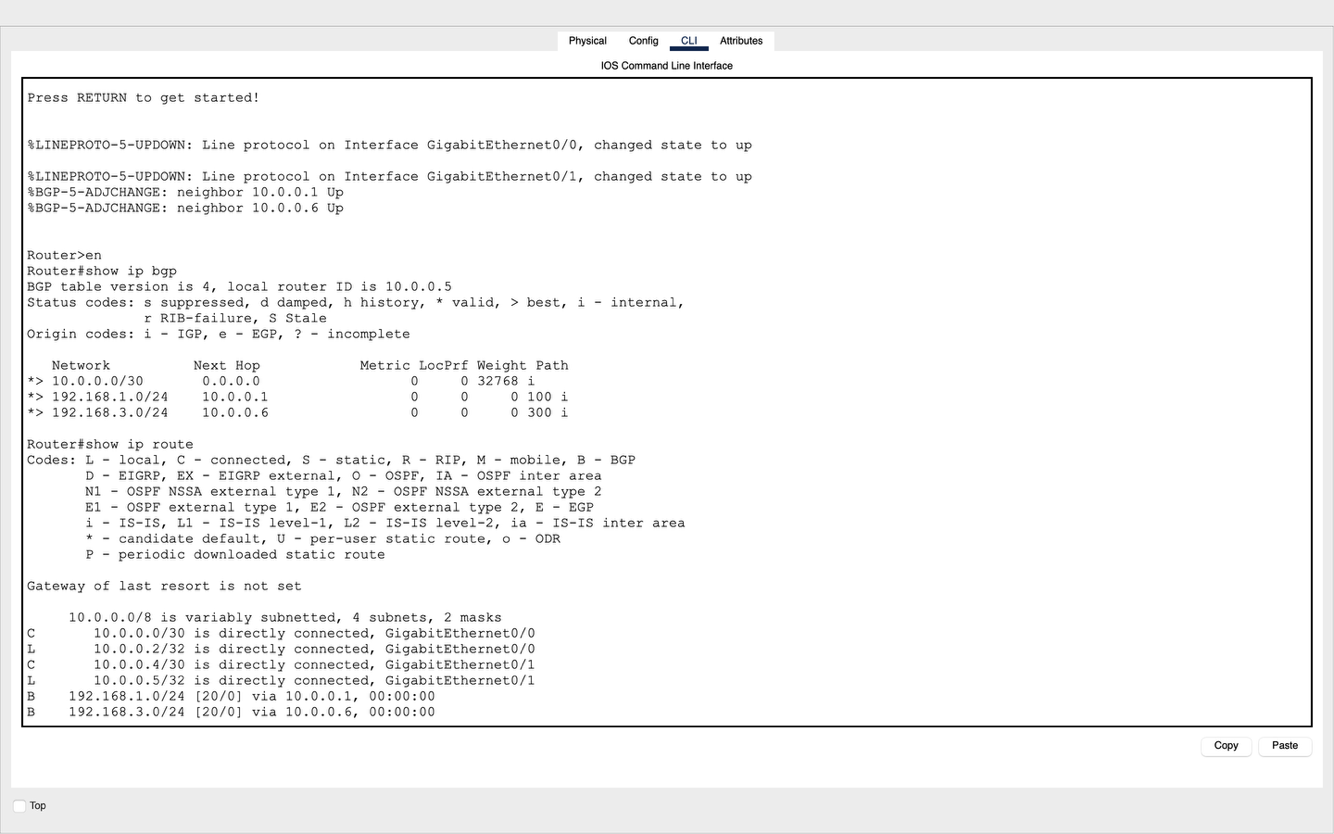 Physical Config CLI Attributes
IOS Command Line Interface
Press RETURN to get started!
%LINEPROTO-5-UPDOWN: Line protocol on Interface GigabitEthernet0/0, changed state to up
%LINEPROTO-5-UPDOWN: Line protocol on Interface GigabitEthernet0/1, changed state to up
%BGP-5-ADJCHANGE: neighbor 10.0.0.1 Up
%BGP-5-ADJCHANGE: neighbor 10.0.0.6 Up
Router>en
Router#show ip bgp
BGP table version is 4, local router ID is 10.0.0.5
Status codes: s suppressed, d damped, h history, * valid, > best, i - internal,
              r RIB-failure, S Stale
Origin codes: i - IGP, e - EGP, ? - incomplete
   Network          Next Hop            Metric LocPrf Weight Path
*> 10.0.0.0/30       0.0.0.0                  0     0 32768 i
*> 192.168.1.0/24    10.0.0.1                 0     0     0 100 i
*> 192.168.3.0/24    10.0.0.6                 0     0     0 300 i
Router#show ip route
Codes: L - local, C - connected, S - static, R - RIP, M - mobile, B - BGP
       D - EIGRP, EX - EIGRP external, O - OSPF, IA - OSPF inter area
       N1 - OSPF NSSA external type 1, N2 - OSPF NSSA external type 2
       E1 - OSPF external type 1, E2 - OSPF external type 2, E - EGP
       i - IS-IS, L1 - IS-IS level-1, L2 - IS-IS level-2, ia - IS-IS inter area
       * - candidate default, U - per-user static route, o - ODR
       P - periodic downloaded static route
Gateway of last resort is not set
     10.0.0.0/8 is variably subnetted, 4 subnets, 2 masks
C       10.0.0.0/30 is directly connected, GigabitEthernet0/0
L       10.0.0.2/32 is directly connected, GigabitEthernet0/0
C       10.0.0.4/30 is directly connected, GigabitEthernet0/1
L       10.0.0.5/32 is directly connected, GigabitEthernet0/1
B    192.168.1.0/24 [20/0] via 10.0.0.1, 00:00:00
B    192.168.3.0/24 [20/0] via 10.0.0.6, 00:00:00
Copy Paste
Top